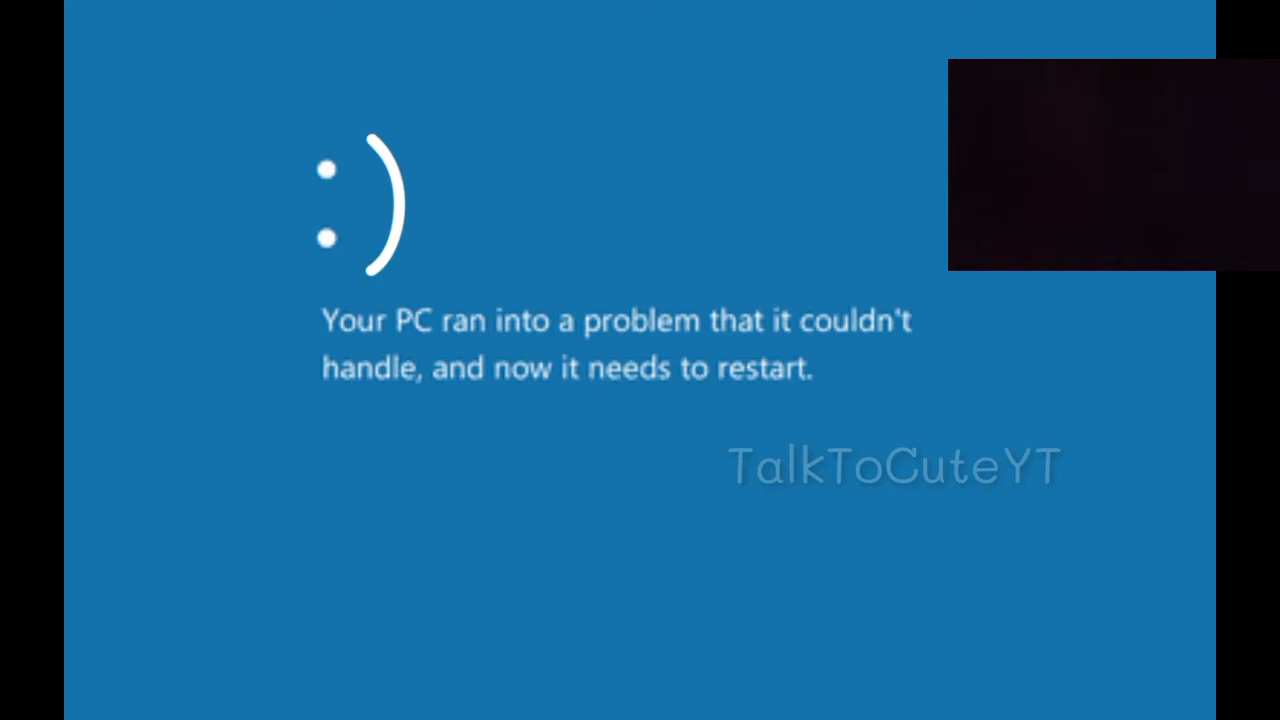 :)
Your PC ran into a problem that it couldn't
handle, and now it needs to restart.
TalkToCuteYT